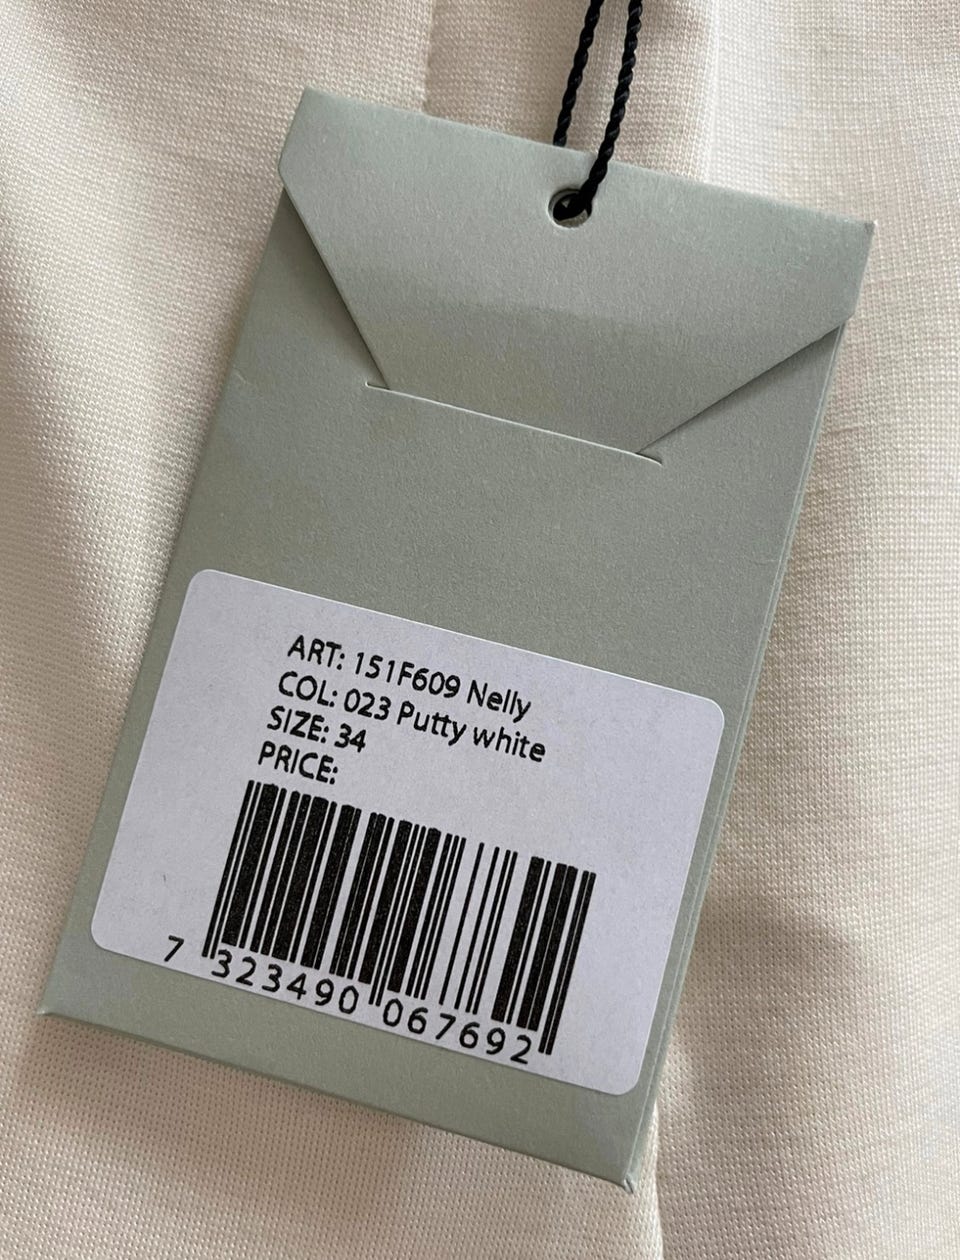 ART: 151F609 Nelly
COL: 023 Putty white
SIZE: 34
PRICE:
7 323490 067692